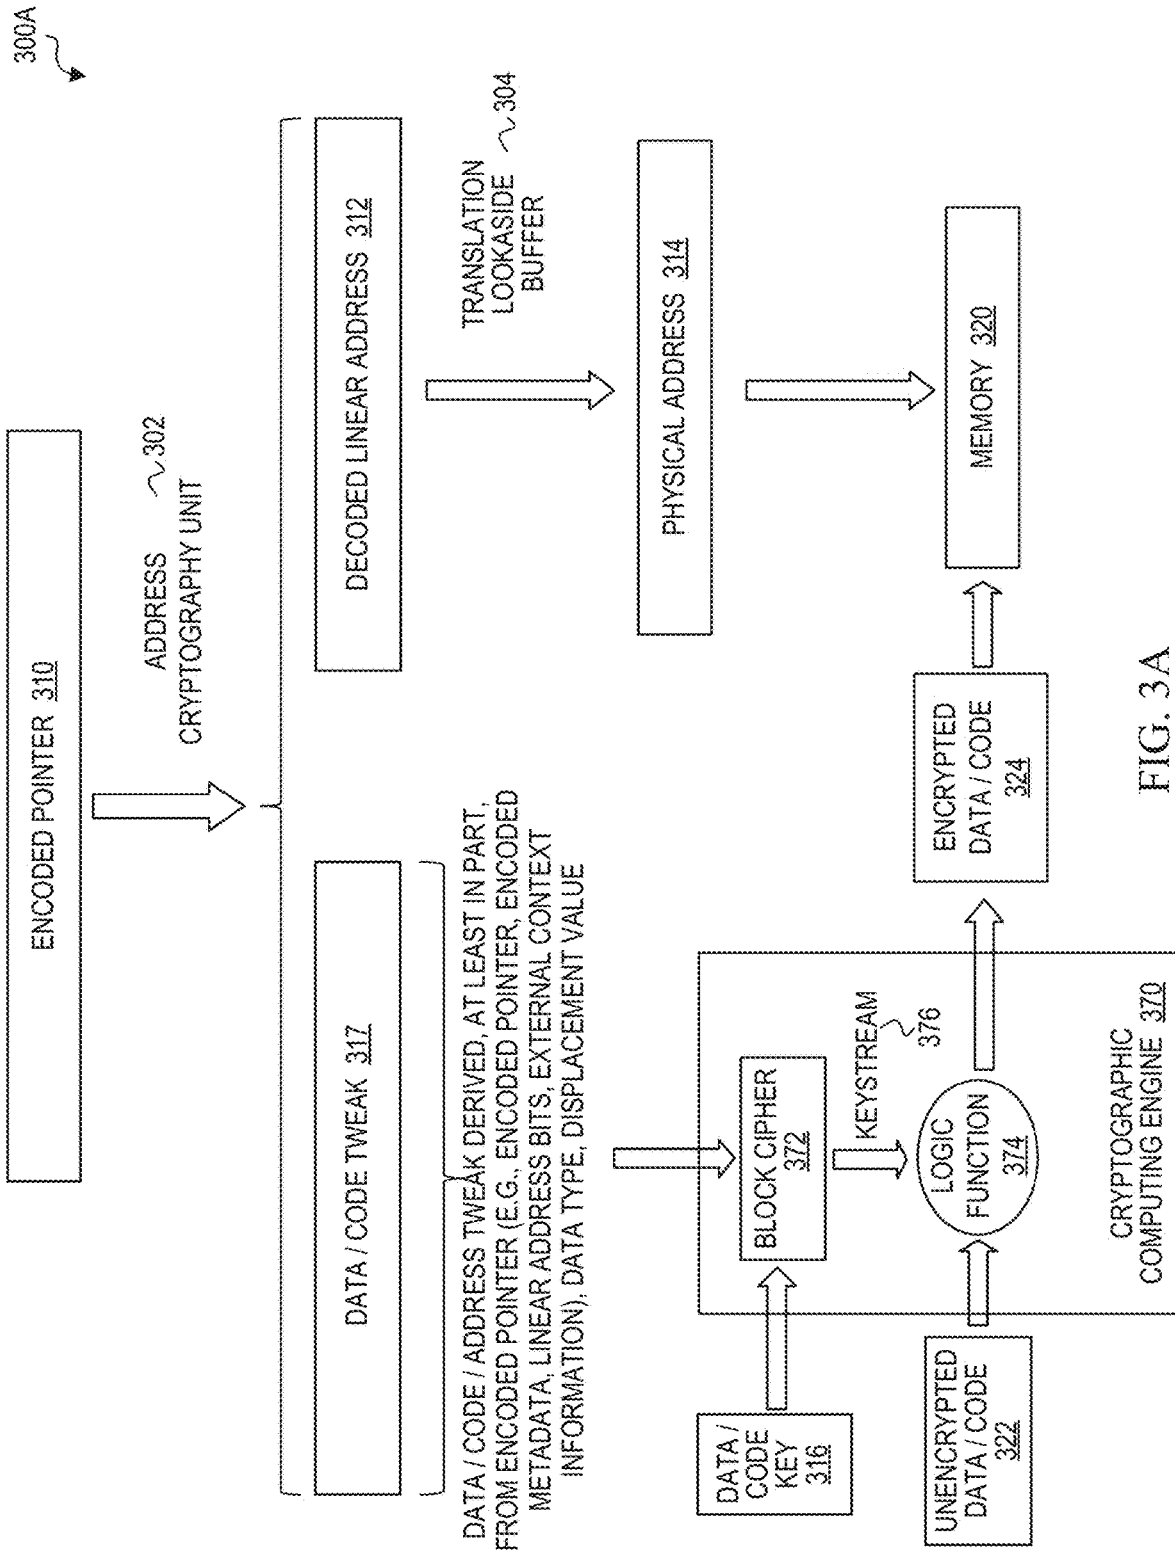 300A
ENCODED POINTER 310
ADDRESS
CRYPTOGRAPHY UNIT
302
DATA / CODE TWEAK 317
DECODED LINEAR ADDRESS 312
DATA / CODE / ADDRESS TWEAK DERIVED, AT LEAST IN PART,
FROM ENCODED POINTER (E.G., ENCODED POINTER, ENCODED
METADATA, LINEAR ADDRESS BITS, EXTERNAL CONTEXT
INFORMATION), DATA TYPE, DISPLACEMENT VALUE
TRANSLATION
LOOKASIDE
BUFFER
304
PHYSICAL ADDRESS 314
DATA /
CODE
KEY
316
BLOCK CIPHER
372
KEYSTREAM
376
UNENCRYPTED
DATA / CODE
322
LOGIC
FUNCTION
374
ENCRYPTED
DATA / CODE
324
MEMORY 320
CRYPTOGRAPHIC
COMPUTING ENGINE 370
FIG. 3A